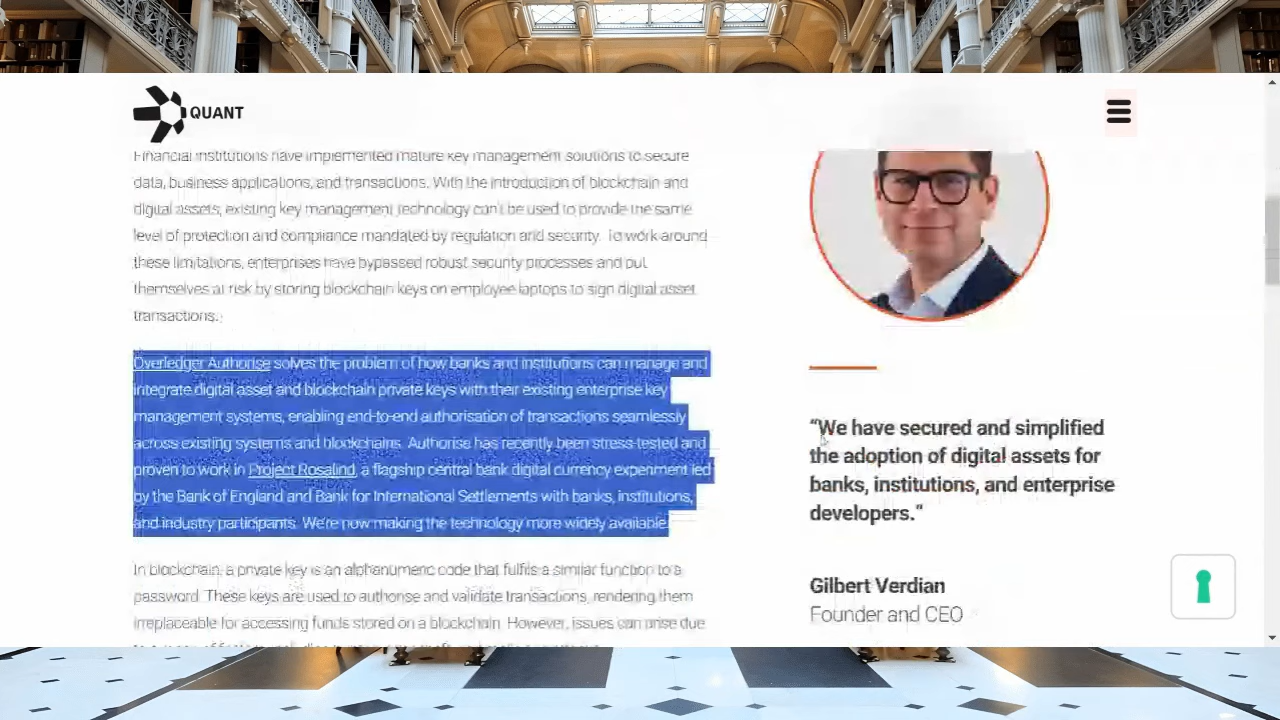 QUANT
Financial institutions have implemented mature key management solutions to secure
data, business applications, and transactions. With the introduction of blockchain and
digital assets, existing key management technology can't be used to provide the same
level of protection and compliance mandated by regulation and security. To work around
these limitations, enterprises have bypassed robust security processes and put
themselves at risk by storing blockchain keys on employee laptops to sign digital asset
transactions.
Overledger Authorise solves the problem of how banks and institutions can manage and
integrate digital asset and blockchain private keys with their existing enterprise key
management systems, enabling end-to-end authorisation of transactions seamlessly
across existing systems and blockchains. Authorise has recently been stress-tested and
proven to work in Project Rosalind, a flagship central bank digital currency experiment led
by the Bank of England and Bank for International Settlements with banks, institutions,
and industry participants. We're now making the technology more widely available.
In blockchain, a private key is an alphanumeric code that fulfils a similar function to a
password. These keys are used to authorise and validate transactions, rendering them
irreplaceable for accessing funds stored on a blockchain. However, issues can arise due
“We have secured and simplified
the adoption of digital assets for
banks, institutions, and enterprise
developers.“
Gilbert Verdian
Founder and CEO